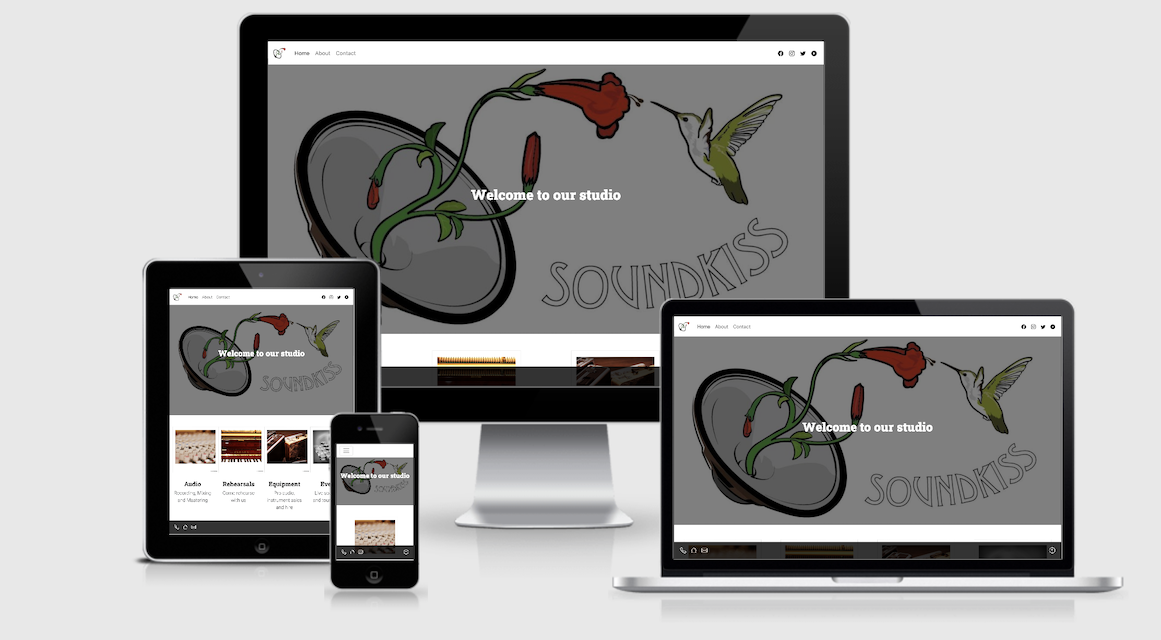 Home About Contact
Welcome to our studio
SOUNDKISS
Home About Contact
Welcome to our studio
SOUNDKISS
Audio
Recording, Mixing
and Mastering
Rehearsals
Come rehearse
with us
Equipment
Pro audio,
instrument sales
and hire
Welcome to our studio
SOUNDKISS
Home About Contact
Welcome to our studio
SOUNDKISS